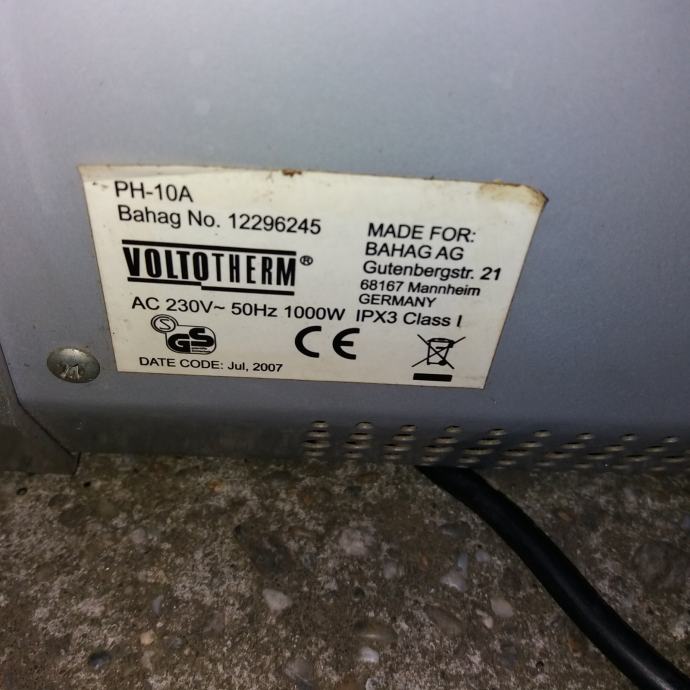 PH-10A
Bahag No. 12296245
VOLTOTHERM®
MADE FOR:
BAHAG AG
Gutenbergstr. 21
68167 Mannheim
GERMANY
AC 230V~ 50Hz 1000W IPX3 Class I
S GS
CE
DATE CODE: Jul, 2007